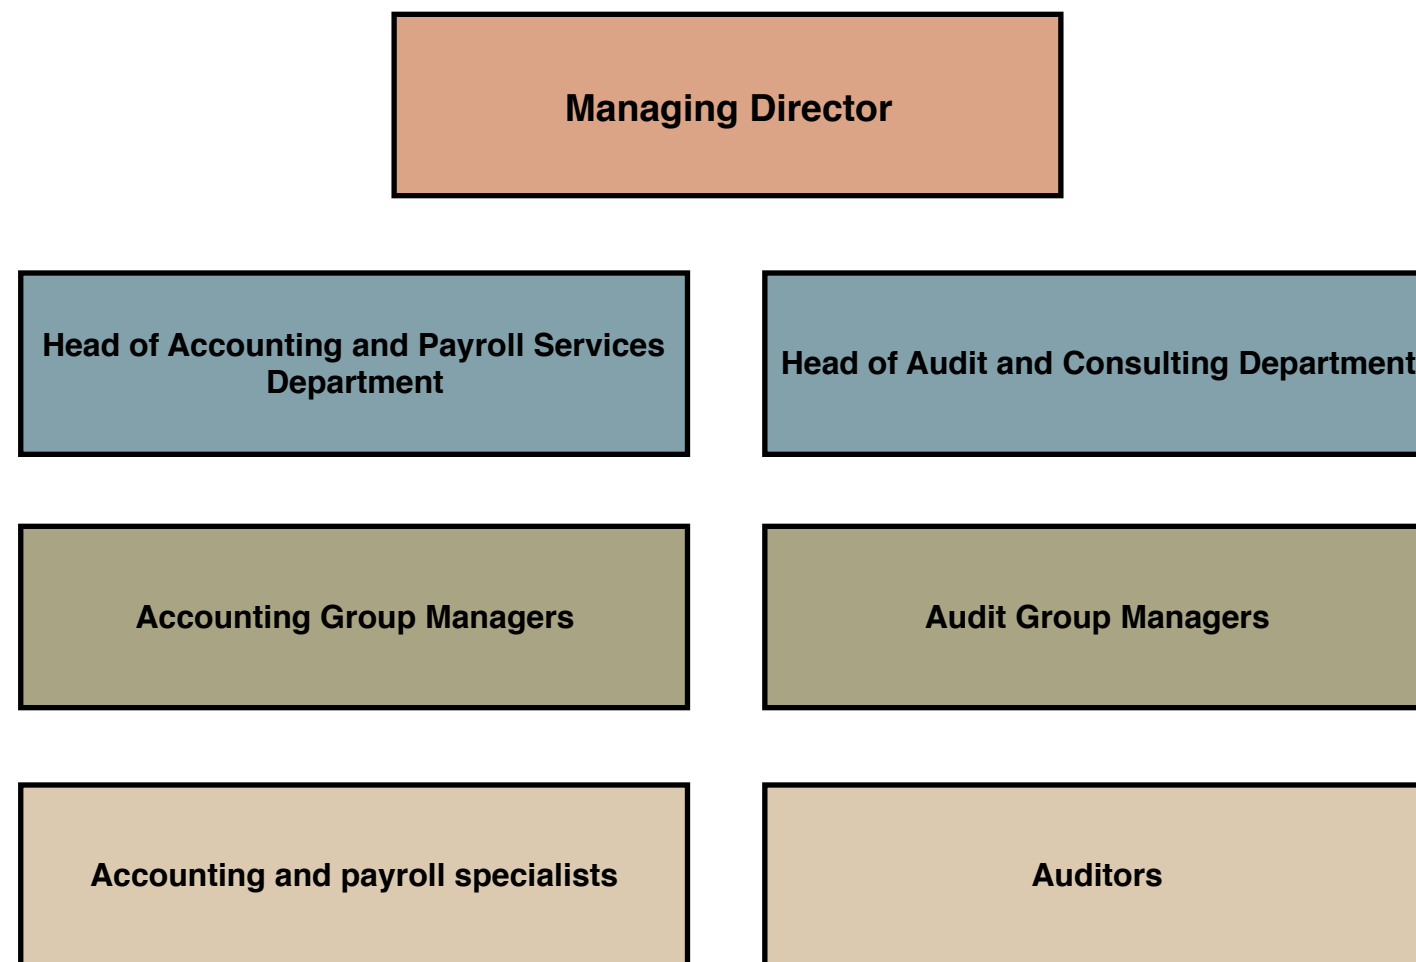 Managing Director
Head of Accounting and Payroll Services
Department
Head of Audit and Consulting Department
Accounting Group Managers
Audit Group Managers
Accounting and payroll specialists
Auditors